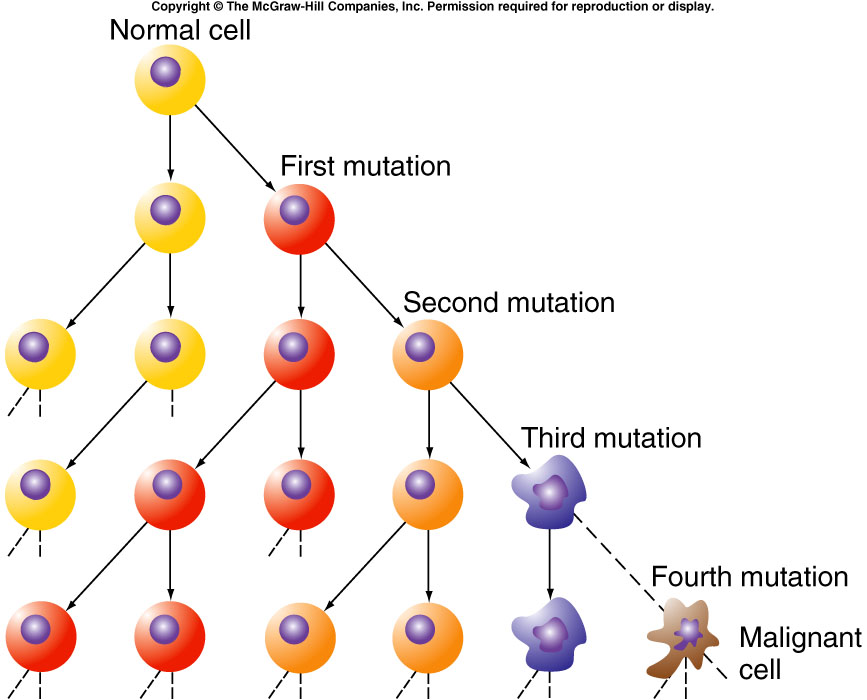 Copyright © The McGraw-Hill Companies, Inc. Permission required for reproduction or display.
Normal cell
First mutation
Second mutation
Third mutation
Fourth mutation
Malignant
cell